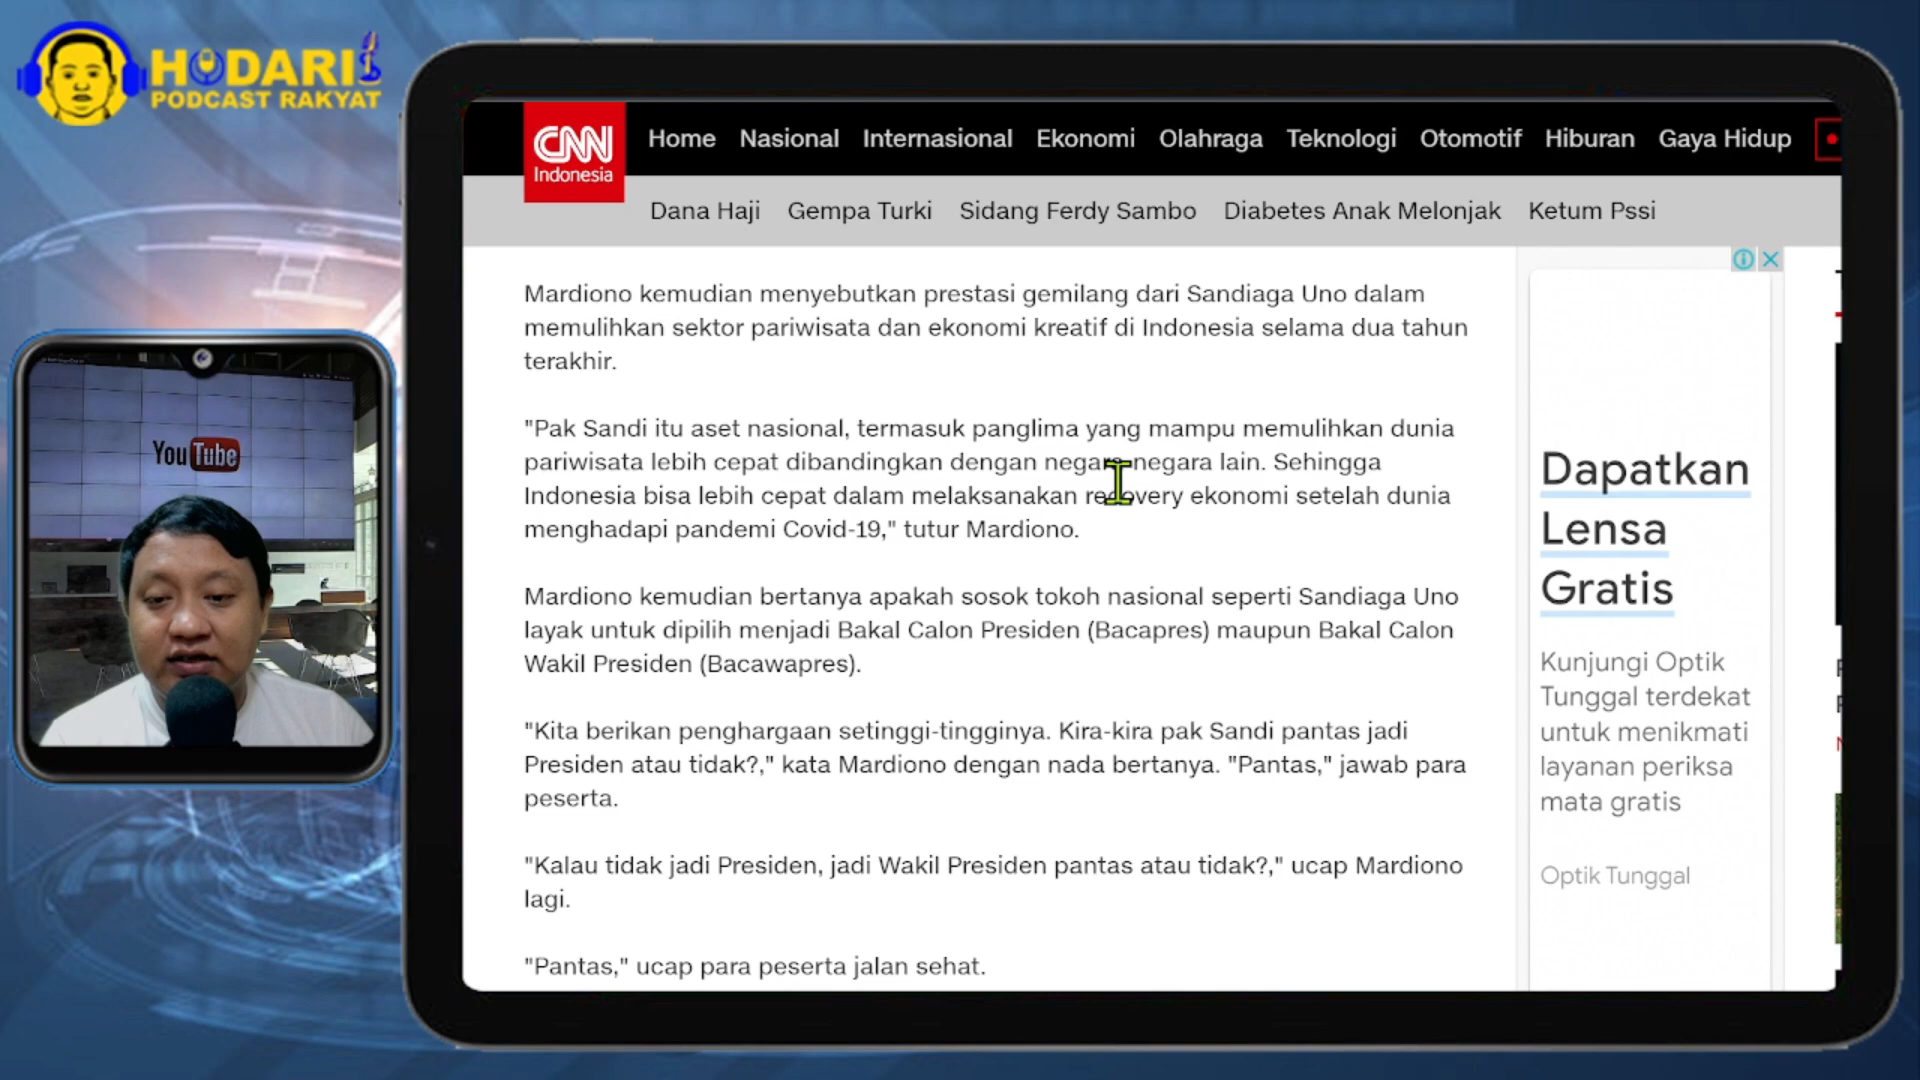 HODARI
PODCAST RAKYAT
YouTube
CNN
Indonesia
Home Nasional Internasional Ekonomi Olahraga Teknologi Otomotif Hiburan Gaya Hidup
Dana Haji Gempa Turki Sidang Ferdy Sambo Diabetes Anak Melonjak Ketum Pssi
Mardiono kemudian menyebutkan prestasi gemilang dari Sandiaga Uno dalam
memulihkan sektor pariwisata dan ekonomi kreatif di Indonesia selama dua tahun
terakhir.
"Pak Sandi itu aset nasional, termasuk panglima yang mampu memulihkan dunia
pariwisata lebih cepat dibandingkan dengan negara-negara lain. Sehingga
Indonesia bisa lebih cepat dalam melaksanakan recovery ekonomi setelah dunia
menghadapi pandemi Covid-19," tutur Mardiono.
Mardiono kemudian bertanya apakah sosok tokoh nasional seperti Sandiaga Uno
layak untuk dipilih menjadi Bakal Calon Presiden (Bacapres) maupun Bakal Calon
Wakil Presiden (Bacawapres).
"Kita berikan penghargaan setinggi-tingginya. Kira-kira pak Sandi pantas jadi
Presiden atau tidak?," kata Mardiono dengan nada bertanya. "Pantas," jawab para
peserta.
"Kalau tidak jadi Presiden, jadi Wakil Presiden pantas atau tidak?," ucap Mardiono
lagi.
"Pantas," ucap para peserta jalan sehat.
Dapatkan
Lensa
Gratis
Kunjungi Optik
Tunggal terdekat
untuk menikmati
layanan periksa
mata gratis
Optik Tunggal